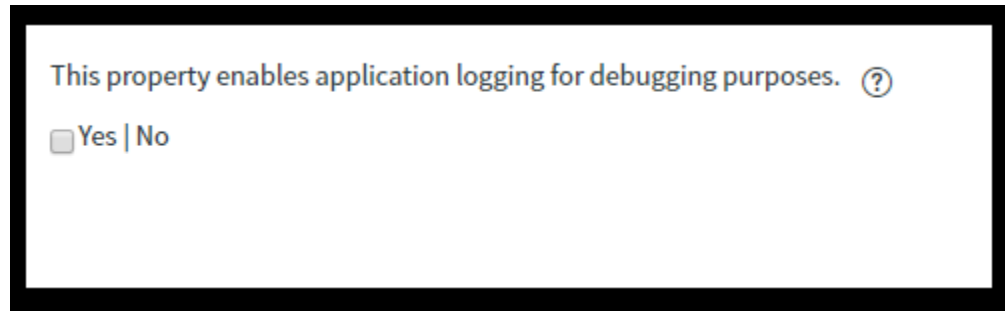 This property enables application logging for debugging purposes. ?
Yes | No